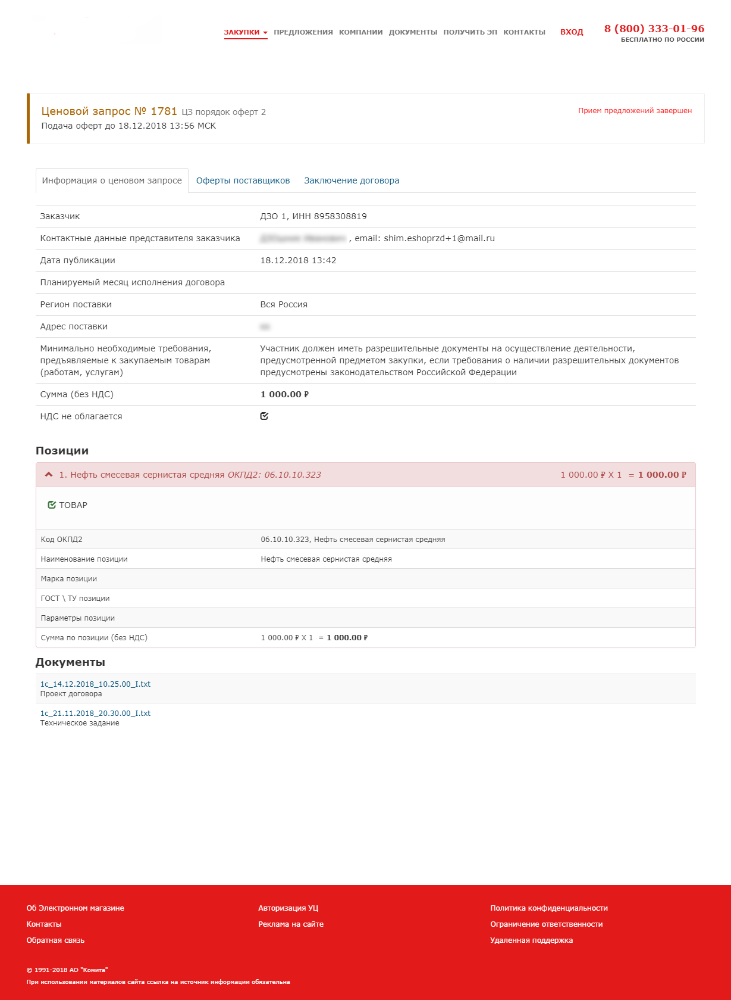 ЗАКУПКИ ПРЕДЛОЖЕНИЯ КОМПАНИИ ДОКУМЕНТЫ ПОЛУЧИТЬ ЭП КОНТАКТЫ ВХОД 8 (800) 333-01-96
БЕСПЛАТНО ПО РОССИИ
Ценовой запрос № 1781 ЦЗ порядок оферт 2 Прием предложений завершен
Подача оферт до 18.12.2018 13:56 МСК
Информация о ценовом запросе Оферты поставщиков Заключение договора
Заказчик ДЗО 1, ИНН 8958308819
Контактные данные представителя заказчика , email: shim.eshoprzd+1@mail.ru
Дата публикации 18.12.2018 13:42
Планируемый месяц исполнения договора
Регион поставки Вся Россия
Адрес поставки
Минимально необходимые требования,
предъявляемые к закупаемым товарам
(работам, услугам)
Участник должен иметь разрешительные документы на осуществление деятельности,
предусмотренной предметом закупки, если требования о наличии разрешительных документов
предусмотрены законодательством Российской Федерации
Сумма (без НДС) 1 000.00 ₽
НДС не облагается
Позиции
1. Нефть смесевая сернистая средняя ОКПД2: 06.10.10.323 1 000.00 ₽ X 1 = 1 000.00 ₽
ТОВАР
Код ОКПД2 06.10.10.323, Нефть смесевая сернистая средняя
Наименование позиции Нефть смесевая сернистая средняя
Марка позиции
ГОСТ \ ТУ позиции
Параметры позиции
Сумма по позиции (без НДС) 1 000.00 ₽ X 1 = 1 000.00 ₽
Документы
1c_14.12.2018_10.25.00_I.txt
Проект договора
1c_21.11.2018_20.30.00_I.txt
Техническое задание
Об Электронном магазине Авторизация УЦ Политика конфиденциальности
Контакты Реклама на сайте Ограничение ответственности
Обратная связь Удаленная поддержка
© 1991-2018 АО "Комита"
При использовании материалов сайта ссылка на источник информации обязательна